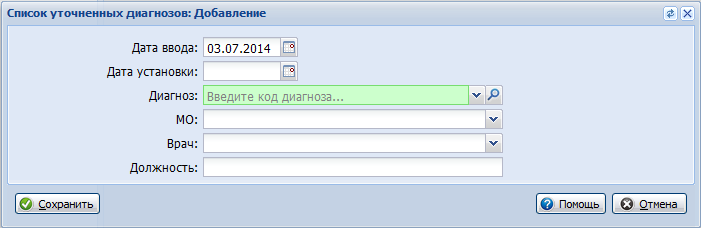 Список уточненных диагнозов: Добавление
Дата ввода: 03.07.2014
Дата установки:
Диагноз: Введите код диагноза...
МО:
Врач:
Должность:
Сохранить Помощь Отмена